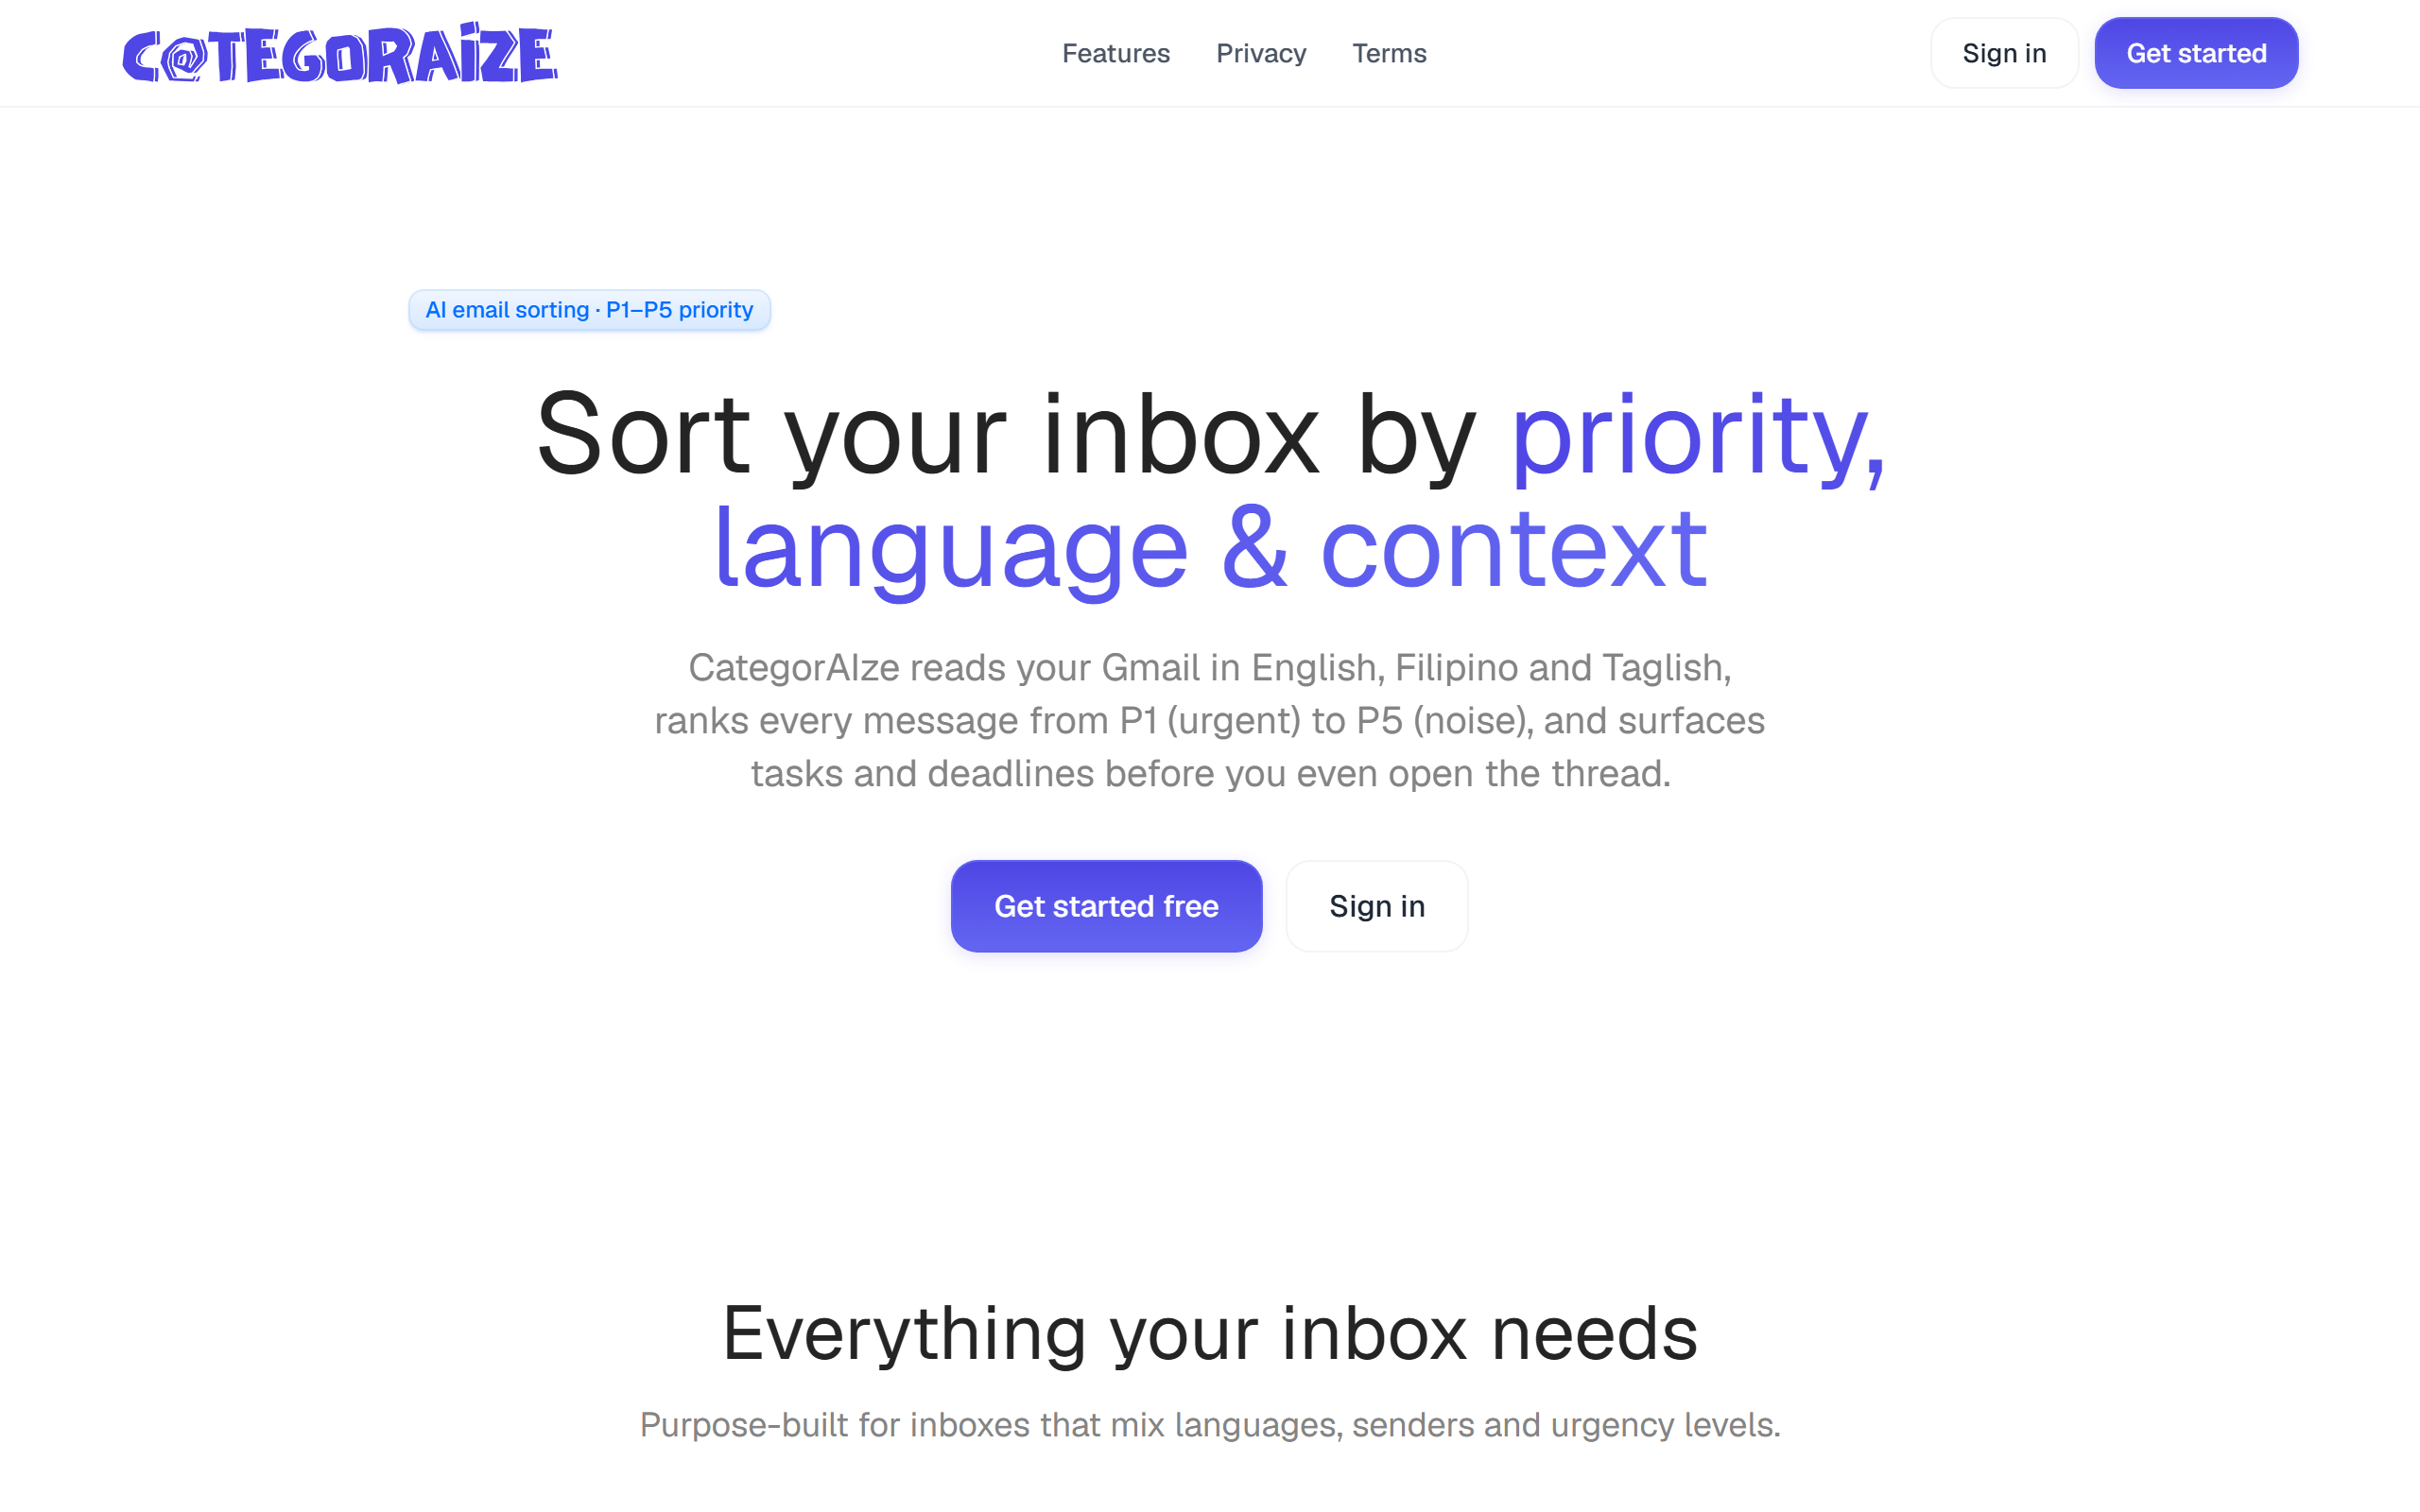 C@TEGORAIZE
Features Privacy Terms
Sign in Get started
AI email sorting · P1–P5 priority
Sort your inbox by priority,
language & context
CategorAIze reads your Gmail in English, Filipino and Taglish,
ranks every message from P1 (urgent) to P5 (noise), and surfaces
tasks and deadlines before you even open the thread.
Get started free Sign in
Everything your inbox needs
Purpose-built for inboxes that mix languages, senders and urgency levels.